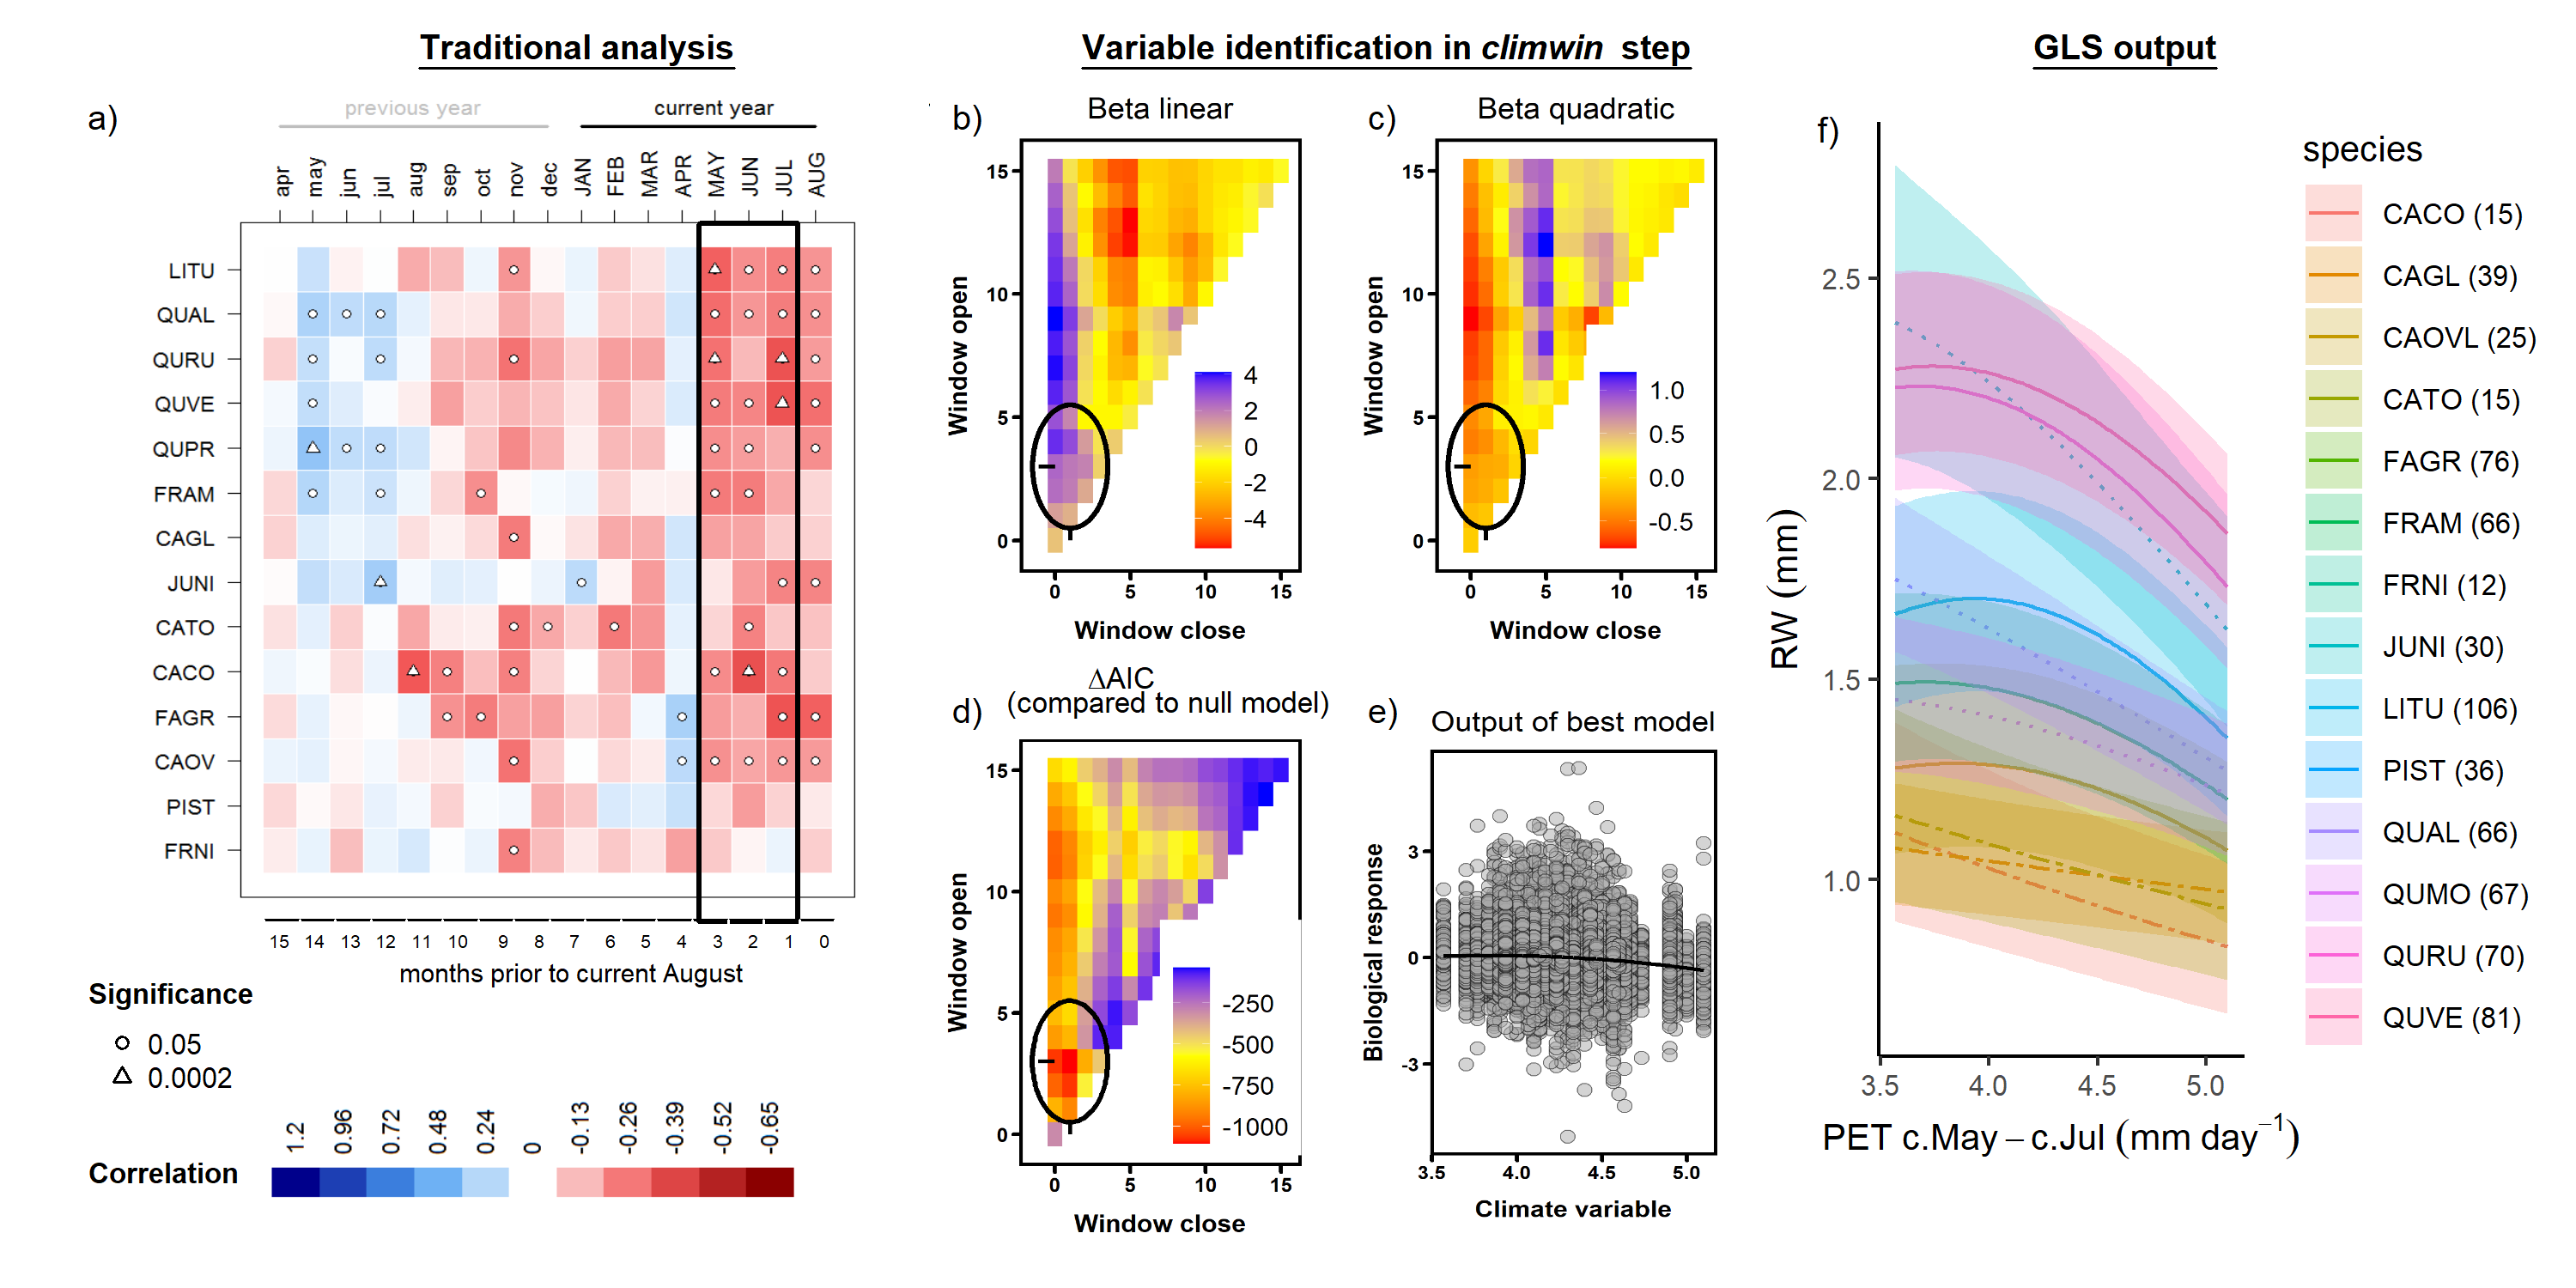 Traditional analysis
Variable identification in climwin step
GLS output
a)
previous year
current year
apr may jun jul aug sep oct nov dec JAN FEB MAR APR MAY JUN JUL AUG
LITU
QUAL
QURU
QUVE
QUPR
FRAM
CAGL
JUNI
CATO
CACO
FAGR
CAOV
PIST
FRNI
15 14 13 12 11 10 9 8 7 6 5 4 3 2 1 0
months prior to current August
Significance
0.05
0.0002
1.2 0.96 0.72 0.48 0.24 0 -0.13 -0.26 -0.39 -0.52 -0.65
Correlation
b)
Beta linear
15
10
5
0
Window open
4
2
0
-2
-4
0 5 10 15
Window close
c)
Beta quadratic
15
10
5
0
Window open
1.0
0.5
0.0
-0.5
0 5 10 15
Window close
d)
ΔAIC
(compared to null model)
15
10
5
0
Window open
-250
-500
-750
-1000
0 5 10 15
Window close
e)
Output of best model
3
0
-3
Biological response
3.5 4.0 4.5 5.0
Climate variable
f)
2.5
2.0
1.5
1.0
RW (mm)
3.5 4.0 4.5 5.0
PET c.May – c.Jul (mm day⁻¹)
species
CACO (15)
CAGL (39)
CAOVL (25)
CATO (15)
FAGR (76)
FRAM (66)
FRNI (12)
JUNI (30)
LITU (106)
PIST (36)
QUAL (66)
QUMO (67)
QURU (70)
QUVE (81)